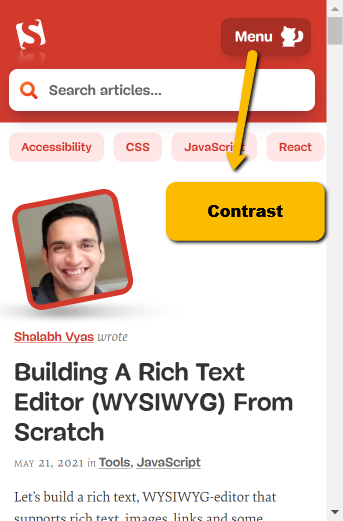 Menu
Search articles...
Accessibility CSS JavaScript React
Contrast
Shalabh Vyas wrote
Building A Rich Text
Editor (WYSIWYG) From
Scratch
MAY 21, 2021 in Tools, JavaScript
Let's build a rich text, WYSIWYG-editor that
supports rich text, images, links and some